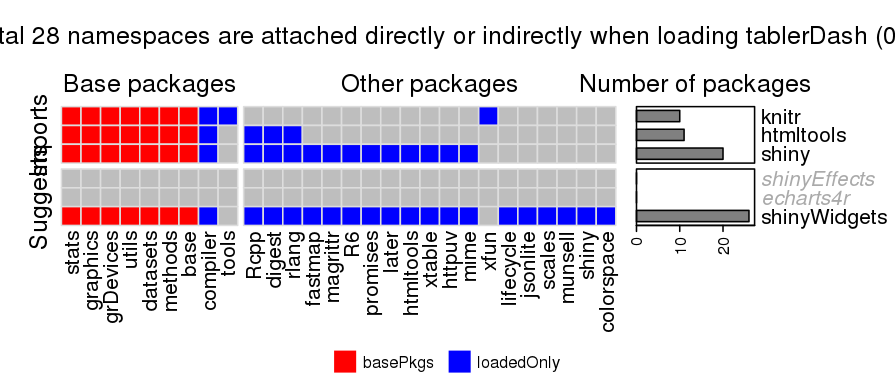 tal 28 namespaces are attached directly or indirectly when loading tablerDash (0
Base packages
Other packages
Number of packages
Imports
knitr
htmltools
shiny
Suggests
shinyEffects
echarts4r
shinyWidgets
stats
graphics
grDevices
utils
datasets
methods
base
compiler
tools
Rcpp
digest
rlang
fastmap
magrittr
R6
promises
later
htmltools
xtable
httpuv
mime
xfun
lifecycle
jsonlite
scales
munsell
shiny
colorspace
0
10
20
basePkgs
loadedOnly